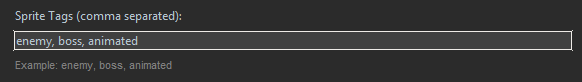 Sprite Tags (comma separated):
enemy, boss, animated
Example: enemy, boss, animated